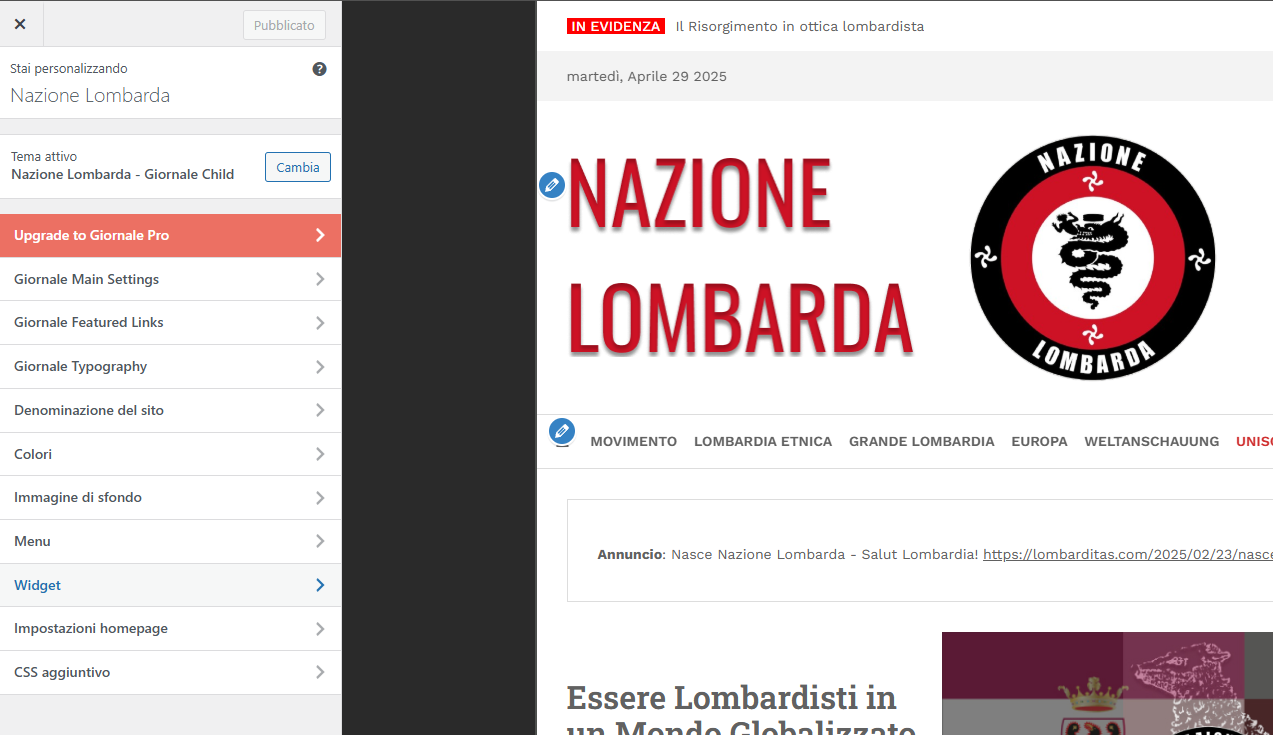 Pubblicato
Stai personalizzando
Nazione Lombarda
Tema attivo
Nazione Lombarda - Giornale Child
Cambia
Upgrade to Giornale Pro
Giornale Main Settings
Giornale Featured Links
Giornale Typography
Denominazione del sito
Colori
Immagine di sfondo
Menu
Widget
Impostazioni homepage
CSS aggiuntivo
IN EVIDENZA Il Risorgimento in ottica lombardista
martedì, Aprile 29 2025
NAZIONE
LOMBARDA
NAZIONE
LOMBARDA
MOVIMENTO LOMBARDIA ETNICA GRANDE LOMBARDIA EUROPA WELTANSCHAUUNG
Annuncio: Nasce Nazione Lombarda - Salut Lombardia! https://lombarditas.com/2025/02/23/nasce
Essere Lombardisti in
un Mondo Globalizzato